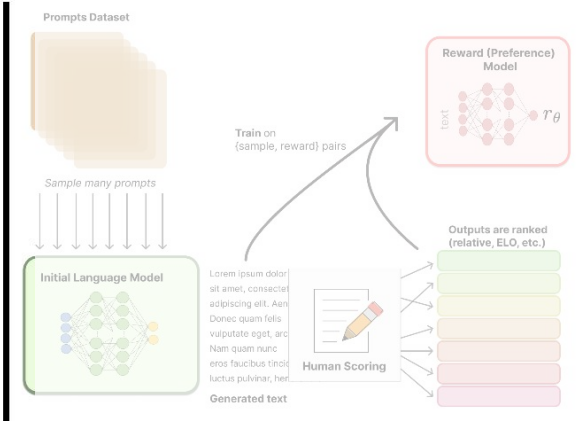 Prompts Dataset
Sample many prompts
Initial Language Model
Train on
{sample, reward} pairs
Reward (Preference)
Model
text
rθ
Lorem ipsum dolor
sit amet, consectet
adipiscing elit. Aen
Donec quam felis
vulputate eget, arc
Nam quam nunc
eros faucibus tincid
luctus pulvinar, her
Generated text
Human Scoring
Outputs are ranked
(relative, ELO, etc.)